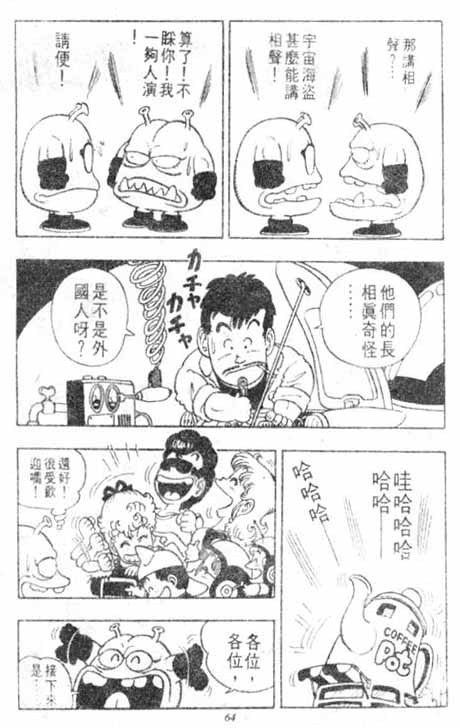 那講相
聲?⋯
宇宙海盜
甚麼能講
相聲!
算了!不
睬你!我
一夠人演
!
請便!
他們的長
相真奇怪
⋯⋯
カチャ
カチャ
是不是外
國人呀?
哇哈哈哈
哈哈
哈哈哈
COFFEE
POT
還好!
很受歡
迎嘴!
各位,
各位,
接下來
是⋯
64